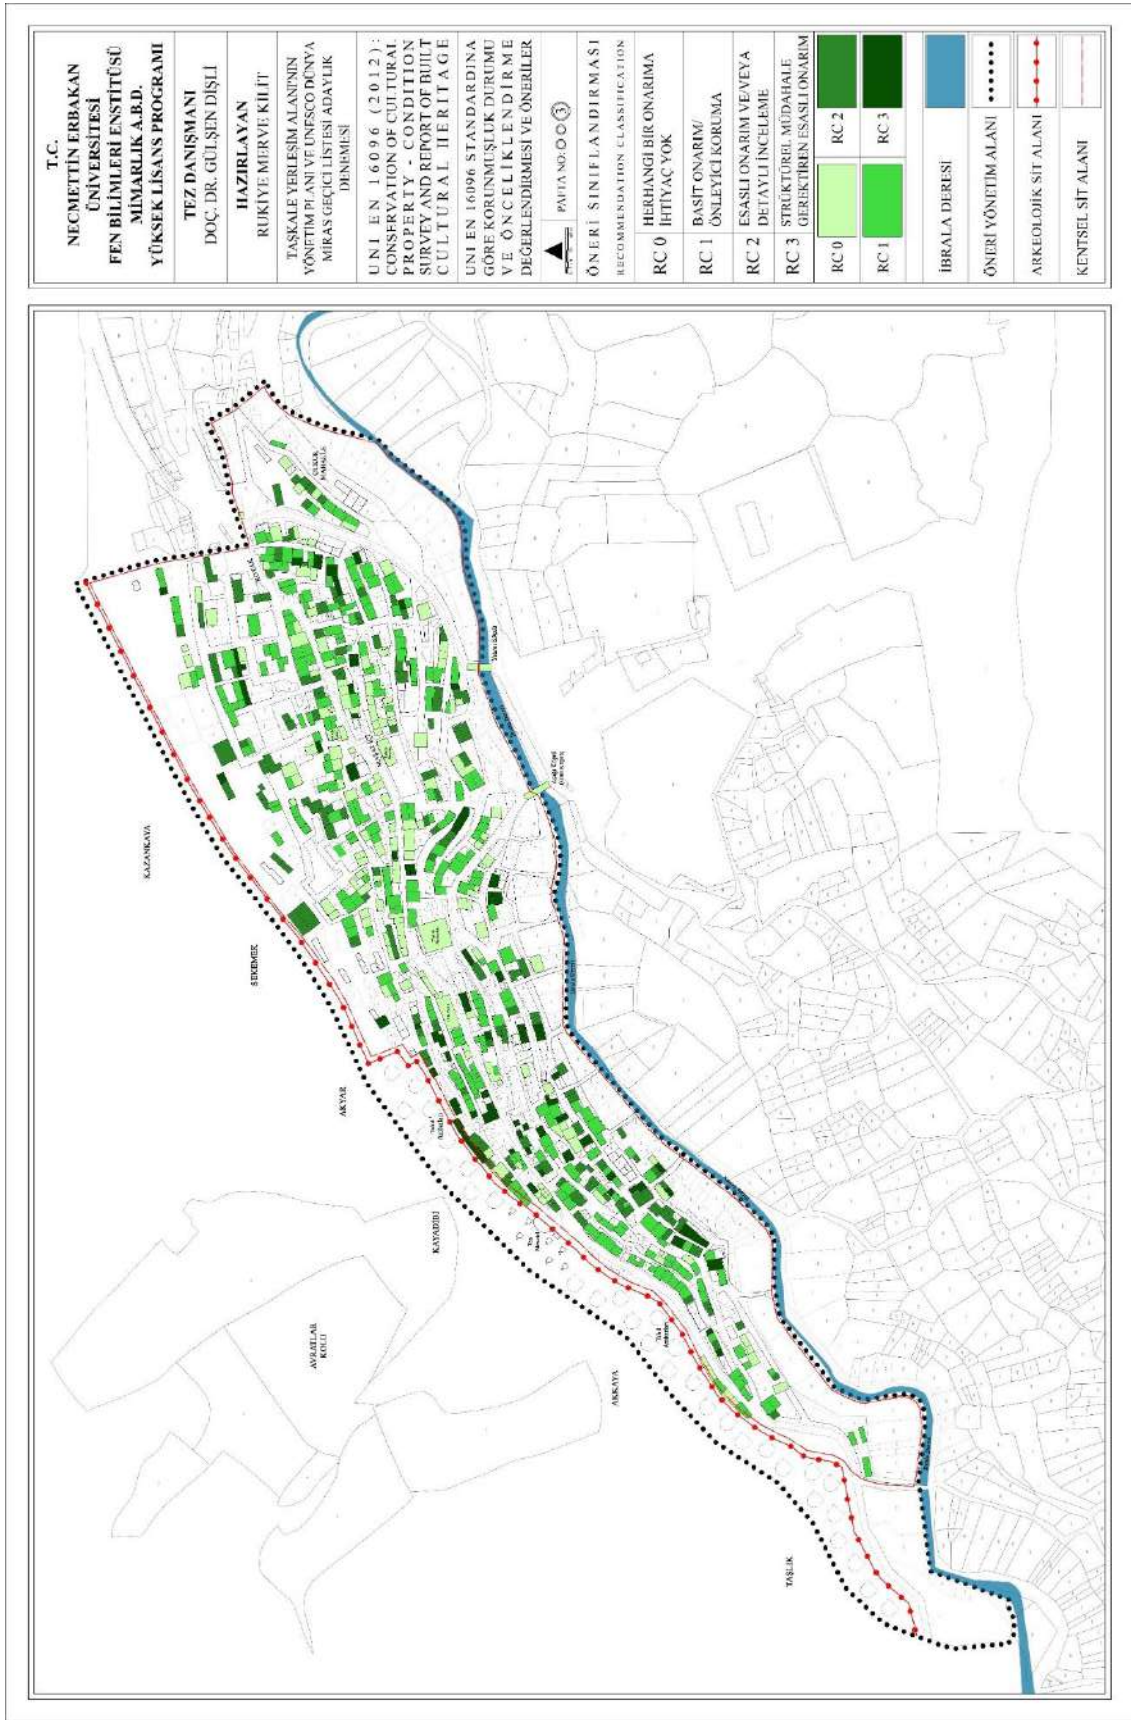 T.C.
NECMETTİN ERBAKAN
ÜNİVERSİTESİ
FEN BİLİMLERİ ENSTİTÜSÜ
MİMARLIK A.B.D.
YÜKSEK LİSANS PROGRAMI
TEZ DANIŞMANI
DOÇ. DR. GÜLŞEN DİŞLİ
HAZIRLAYAN
RUKİYE MERVE KİLİT
TAŞKALE YERLEŞİM ALANI'NIN
YÖNETİM PLANI VE UNESCO DÜNYA
MİRAS GEÇİCİ LİSTESİ ADAYLIK
DENEMESİ
UNI EN 16096 (2012):
CONSERVATION OF CULTURAL
PROPERTY - CONDITION
SURVEY AND REPORT OF BUILT
CULTURAL HERITAGE
UNI EN 16096 STANDARDINA
GÖRE KORUNMUŞLUK DURUMU
VE ÖNCELİKLENDİRME
DEĞERLENDİRMESİ VE ÖNERİLER
PAFTA NO: 3
ÖNERİ SINIFLANDIRMASI
RECOMMENDATION CLASSIFICATION
RC 0 HERHANGİ BİR ONARIMA
İHTİYAÇ YOK
RC 1 BASİT ONARIM/
ÖNLEYİCİ KORUMA
RC 2 ESASLI ONARIM VE/VEYA
DETAYLI İNCELEME
RC 3 STRÜKTÜREL MÜDAHALE
GEREKTİREN ESASLI ONARIM
RC 0 RC 2
RC 1 RC 3
İBRALA DERESİ
ÖNERİ YÖNETİM ALANI
ARKEOLOJİK SİT ALANI
KENTSEL SİT ALANI
KAZANKAYA
SEKEMER
AKYAR
KAYADİBİ
AVRATLAR
KOLU
AKKAYA
TAŞLIK